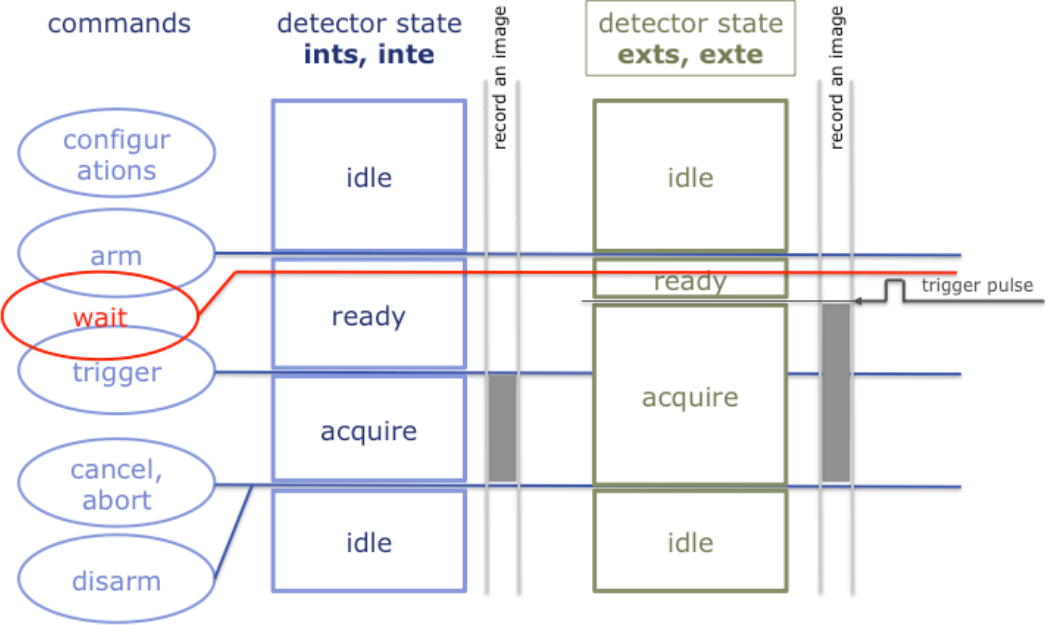 commands
detector state
ints, inte
record an image
detector state
exts, exte
record an image
configur
ations
idle
idle
arm
ready
trigger pulse
wait
ready
trigger
acquire
acquire
cancel,
abort
idle
idle
disarm